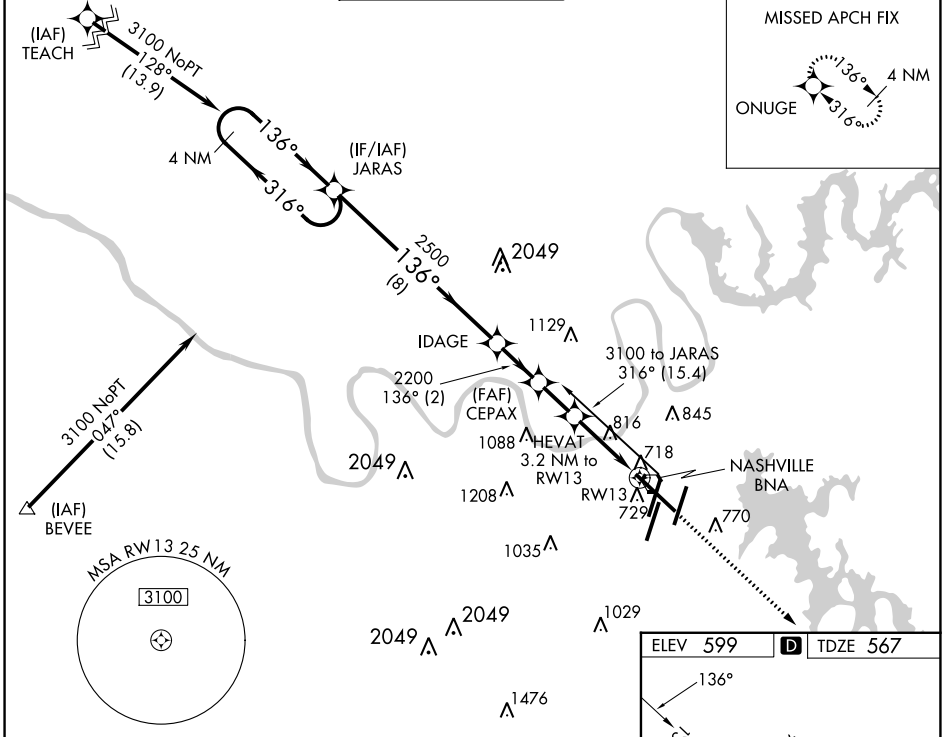 (IAF)
TEACH
3100 NoPT
128°
(13.9)
4 NM
136°
316°
(IF/IAF)
JARAS
MISSED APCH FIX
136°
4 NM
ONUGE
316°
2500
136°
(8)
2049
IDAGE
1129
2200
136° (2)
3100 to JARAS
316° (15.4)
(FAF)
CEPAX
816
845
1088
HEVAT
3.2 NM to
RW13
718
NASHVILLE
BNA
3100 NoPT
047°
(15.8)
2049
1208
RW13
729
770
(IAF)
BEVEE
1035
MSA RW13 25 NM
3100
1029
2049
2049
ELEV 599
D
TDZE 567
136°
1476